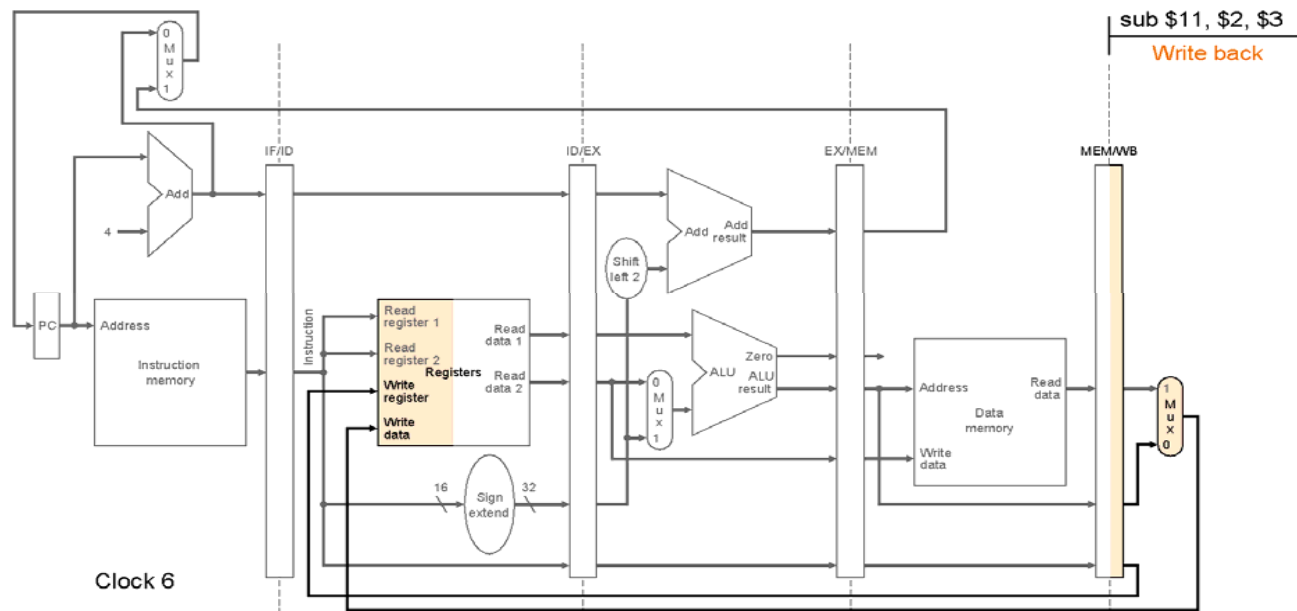 sub $11, $2, $3
Write back
0
M
u
x
1
IF/ID
ID/EX
EX/MEM
MEM/WB
Add
4
Add
Add
result
Shift
left 2
PC
Address
Instruction
memory
Instruction
Read
register 1
Read
register 2
Write
register
Write
data
Registers
Read
data 1
Read
data 2
0
M
u
x
1
Zero
ALU
ALU
result
Address
Read
data
Data
memory
Write
data
1
M
u
x
0
16
Sign
extend
32
Clock 6